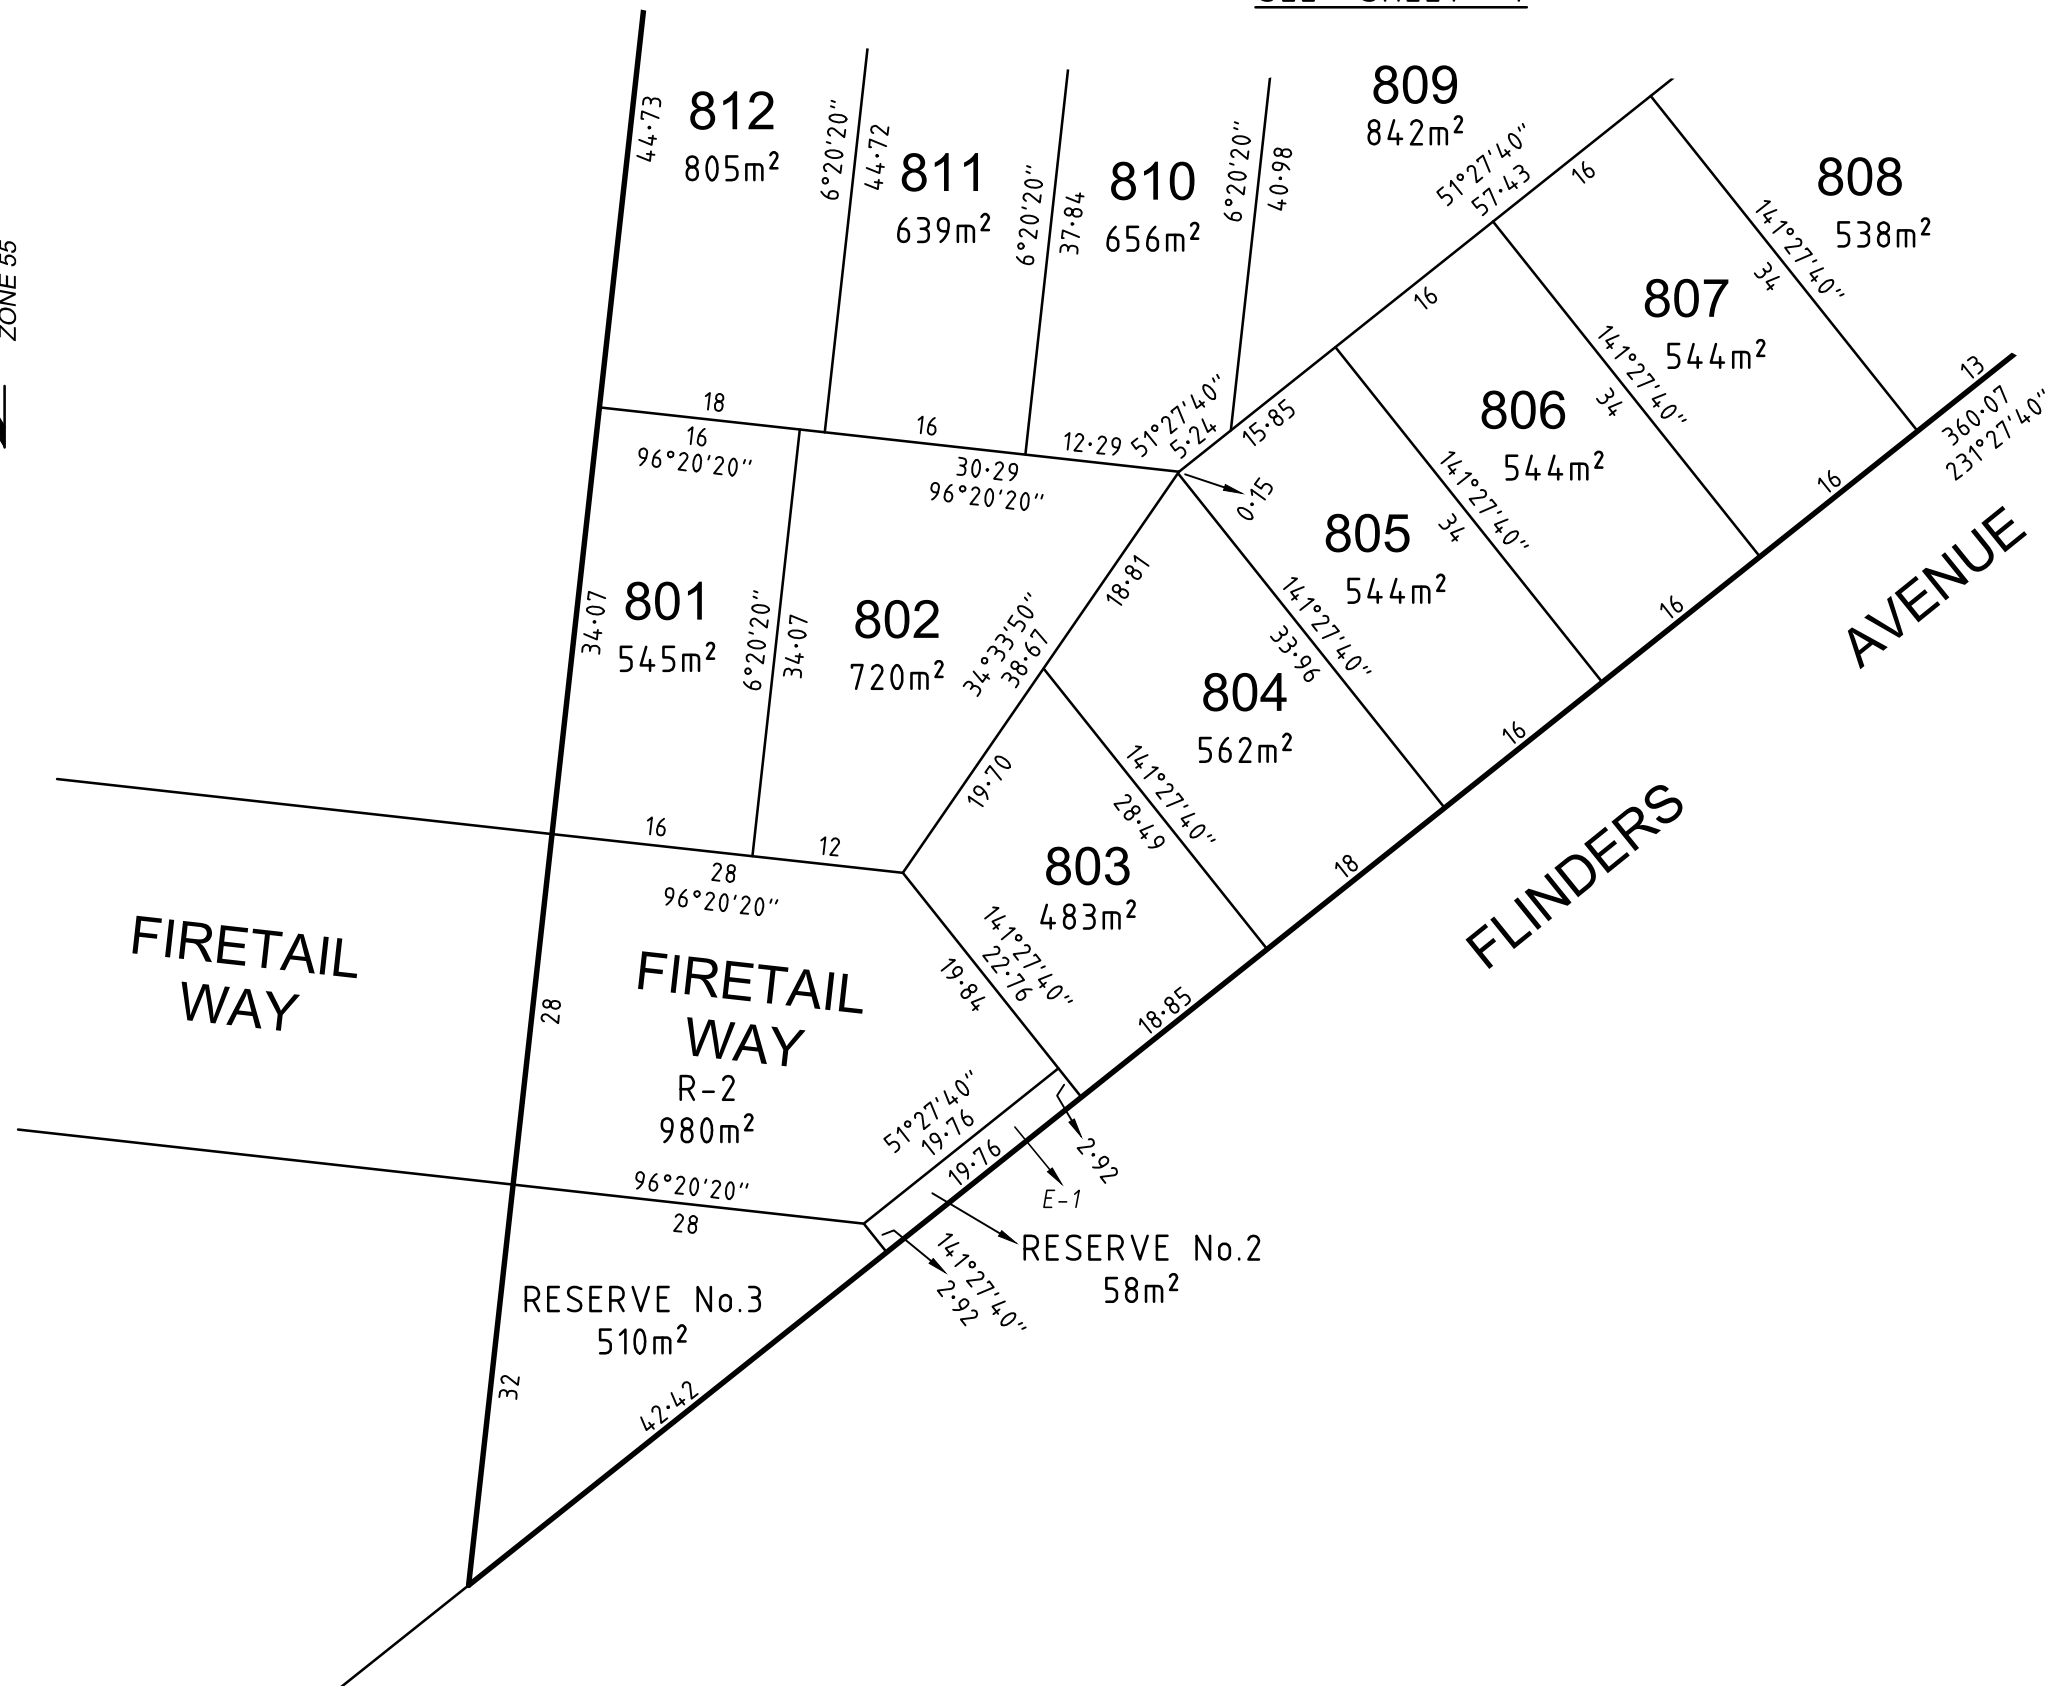 ZONE 55
812
805m²
44·73
6°20'20"
44·72
811
639m²
6°20'20"
37·84
810
656m²
6°20'20"
40·98
809
842m²
51°27'40"
57·43
16
808
538m²
141°27'40"
34
807
544m²
16
141°27'40"
34
806
544m²
13
360·07
231°27'40"
18
16
96°20'20"
16
12·29
30·29
96°20'20"
51°27'40"
5·24
15·85
0·15
141°27'40"
34
805
544m²
16
16
16
AVENUE
34·07
801
545m²
6°20'20"
34·07
802
720m²
34°33'50"
38·67
18·81
19·70
141°27'40"
33·96
804
562m²
141°27'40"
28·49
803
483m²
18
FLINDERS
16
12
28
96°20'20"
141°27'40"
22·76
19·84
18·85
FIRETAIL
WAY
FIRETAIL
WAY
R-2
980m²
28
51°27'40"
19·76
19·76
2·92
E-1
96°20'20"
28
RESERVE No.2
58m²
141°27'40"
2·92
RESERVE No.3
510m²
32
42·42